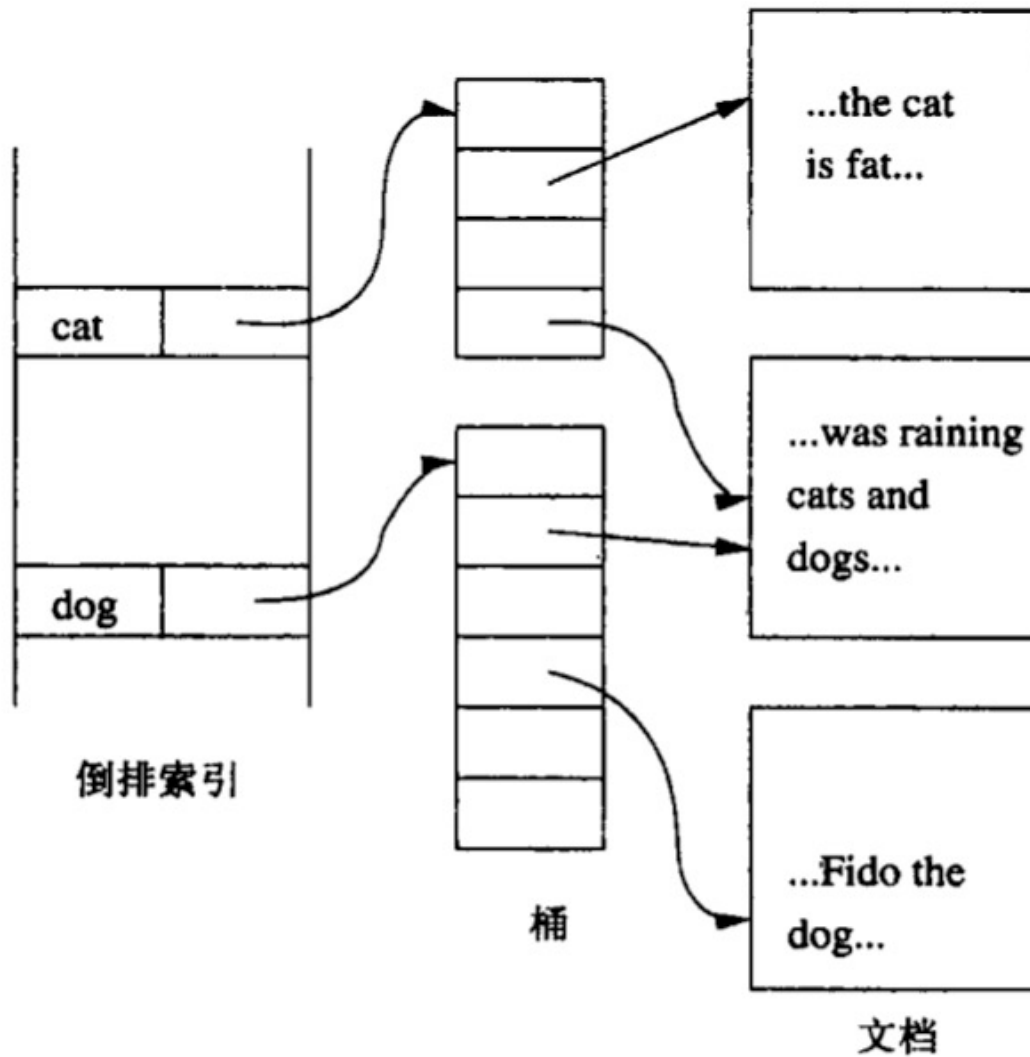 cat
dog
倒排索引
桶
...the cat
is fat...
...was raining
cats and
dogs...
...Fido the
dog...
文档